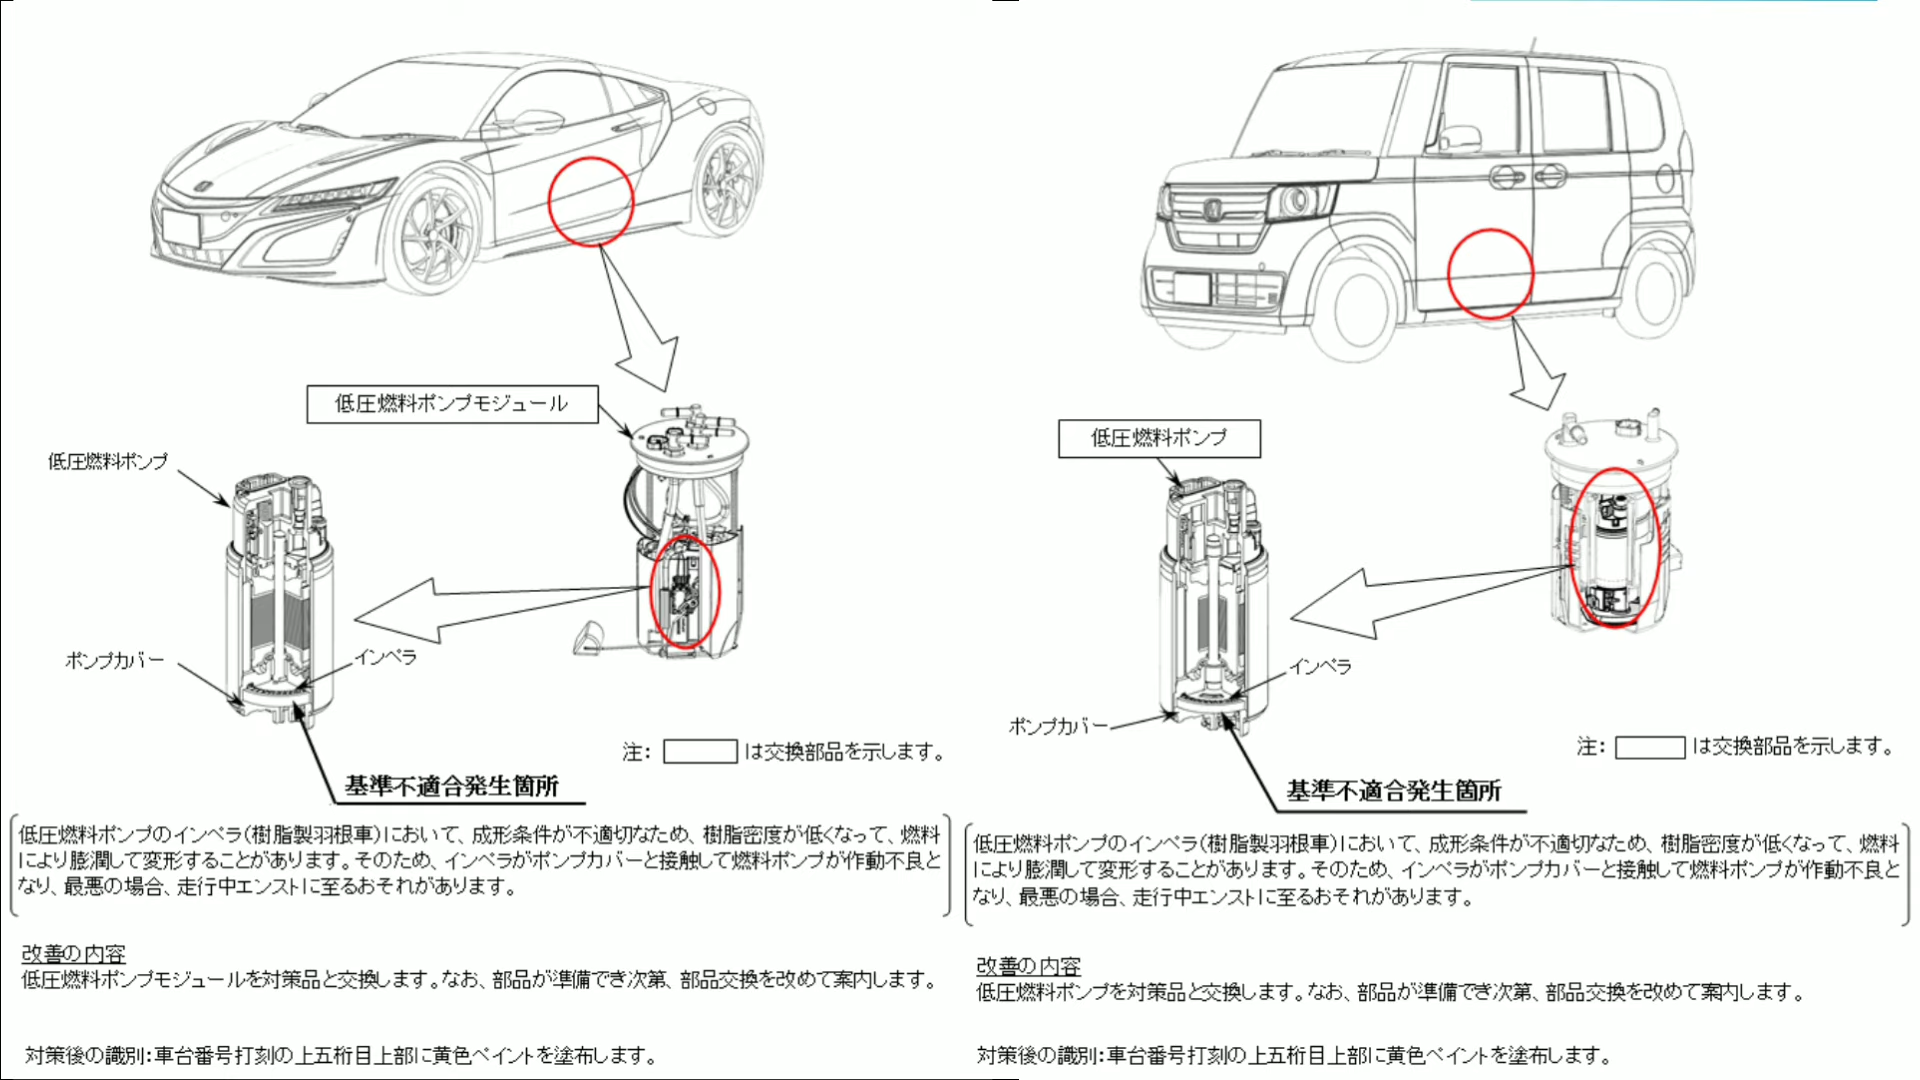 低圧燃料ポンプモジュール
低圧燃料ポンプ
ポンプカバー
インペラ
注： は交換部品を示します。
基準不適合発生箇所
低圧燃料ポンプのインペラ（樹脂製羽根車）において、成形条件が不適切なため、樹脂密度が低くなって、燃料
により膨潤して変形することがあります。そのため、インペラがポンプカバーと接触して燃料ポンプが作動不良と
なり、最悪の場合、走行中エンストに至るおそれがあります。
改善の内容
低圧燃料ポンプモジュールを対策品と交換します。なお、部品が準備でき次第、部品交換を改めて案内します。
対策後の識別：車台番号打刻の上五桁目上部に黄色ペイントを塗布します。
低圧燃料ポンプ
インペラ
ポンプカバー
注： は交換部品を示します。
基準不適合発生箇所
低圧燃料ポンプのインペラ（樹脂製羽根車）において、成形条件が不適切なため、樹脂密度が低くなって、燃料
により膨潤して変形することがあります。そのため、インペラがポンプカバーと接触して燃料ポンプが作動不良と
なり、最悪の場合、走行中エンストに至るおそれがあります。
改善の内容
低圧燃料ポンプを対策品と交換します。なお、部品が準備でき次第、部品交換を改めて案内します。
対策後の識別：車台番号打刻の上五桁目上部に黄色ペイントを塗布します。